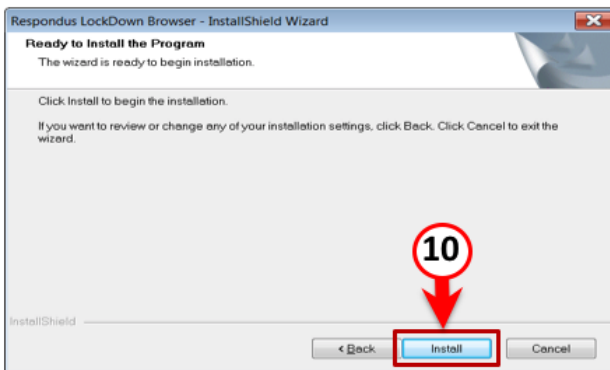 Respondus LockDown Browser - InstallShield Wizard
Ready to Install the Program
The wizard is ready to begin installation.
Click Install to begin the installation.
If you want to review or change any of your installation settings, click Back. Click Cancel to exit the
wizard.
10
InstallShield
< Back
Install
Cancel